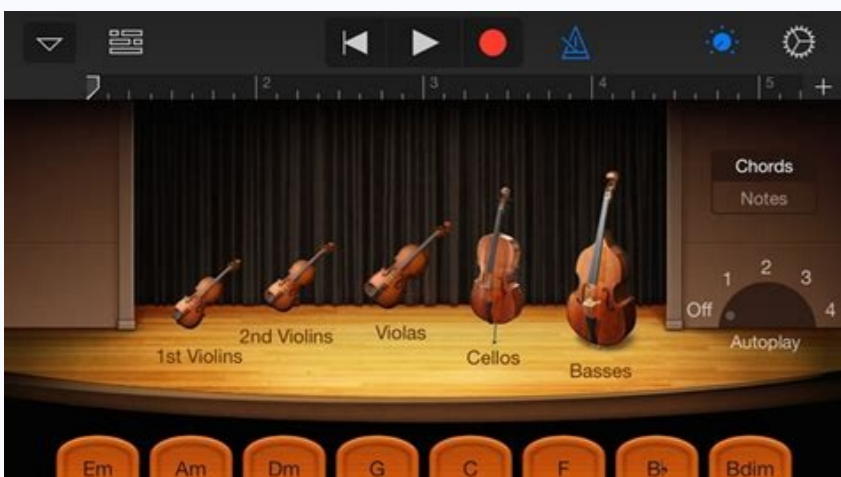 2
3
4
5
Chords
Notes
1 2 3
Off 4
Autoplay
1st Violins
2nd Violins
Violas
Cellos
Basses
Em Am Dm G C F B♭ Bdim